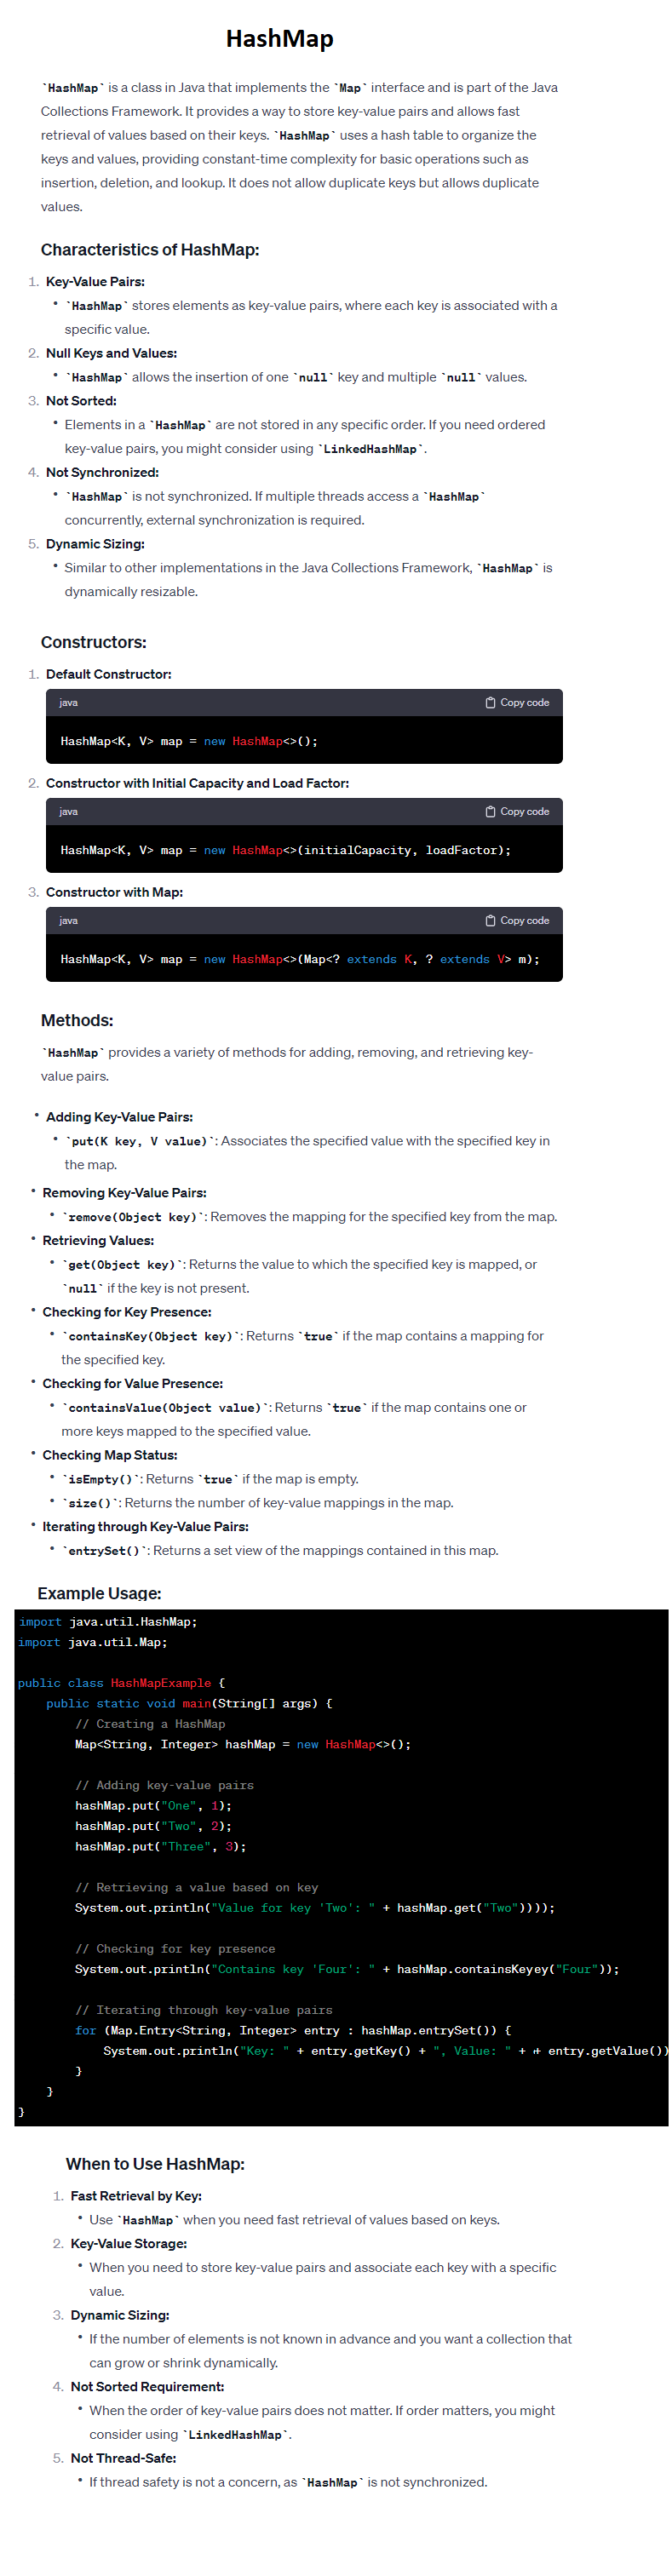 HashMap
`HashMap` is a class in Java that implements the `Map` interface and is part of the Java
Collections Framework. It provides a way to store key-value pairs and allows fast
retrieval of values based on their keys. `HashMap` uses a hash table to organize the
keys and values, providing constant-time complexity for basic operations such as
insertion, deletion, and lookup. It does not allow duplicate keys but allows duplicate
values.
Characteristics of HashMap:
1. Key-Value Pairs:
• `HashMap` stores elements as key-value pairs, where each key is associated with a
specific value.
2. Null Keys and Values:
• `HashMap` allows the insertion of one `null` key and multiple `null` values.
3. Not Sorted:
• Elements in a `HashMap` are not stored in any specific order. If you need ordered
key-value pairs, you might consider using `LinkedHashMap`.
4. Not Synchronized:
• `HashMap` is not synchronized. If multiple threads access a `HashMap`
concurrently, external synchronization is required.
5. Dynamic Sizing:
• Similar to other implementations in the Java Collections Framework, `HashMap` is
dynamically resizable.
Constructors:
1. Default Constructor:
java Copy code
HashMap<K, V> map = new HashMap<>();
2. Constructor with Initial Capacity and Load Factor:
java Copy code
HashMap<K, V> map = new HashMap<>(initialCapacity, loadFactor);
3. Constructor with Map:
java Copy code
HashMap<K, V> map = new HashMap<>(Map<? extends K, ? extends V> m);
Methods:
`HashMap` provides a variety of methods for adding, removing, and retrieving key-
value pairs.
• Adding Key-Value Pairs:
• `put(K key, V value)`: Associates the specified value with the specified key in
the map.
• Removing Key-Value Pairs:
• `remove(Object key)`: Removes the mapping for the specified key from the map.
• Retrieving Values:
• `get(Object key)`: Returns the value to which the specified key is mapped, or
`null` if the key is not present.
• Checking for Key Presence:
• `containsKey(Object key)`: Returns `true` if the map contains a mapping for
the specified key.
• Checking for Value Presence:
• `containsValue(Object value)`: Returns `true` if the map contains one or
more keys mapped to the specified value.
• Checking Map Status:
• `isEmpty()`: Returns `true` if the map is empty.
• `size()`: Returns the number of key-value mappings in the map.
• Iterating through Key-Value Pairs:
• `entrySet()`: Returns a set view of the mappings contained in this map.
Example Usage:
import java.util.HashMap;
import java.util.Map;
public class HashMapExample {
public static void main(String[] args) {
// Creating a HashMap
Map<String, Integer> hashMap = new HashMap<>();
// Adding key-value pairs
hashMap.put("One", 1);
hashMap.put("Two", 2);
hashMap.put("Three", 3);
// Retrieving a value based on key
System.out.println("Value for key 'Two': " + hashMap.get("Two"))));
// Checking for key presence
System.out.println("Contains key 'Four': " + hashMap.containsKeyey("Four"));
// Iterating through key-value pairs
for (Map.Entry<String, Integer> entry : hashMap.entrySet()) {
System.out.println("Key: " + entry.getKey() + ", Value: " + + entry.getValue())
}
}
}
When to Use HashMap:
1. Fast Retrieval by Key:
• Use `HashMap` when you need fast retrieval of values based on keys.
2. Key-Value Storage:
• When you need to store key-value pairs and associate each key with a specific
value.
3. Dynamic Sizing:
• If the number of elements is not known in advance and you want a collection that
can grow or shrink dynamically.
4. Not Sorted Requirement:
• When the order of key-value pairs does not matter. If order matters, you might
consider using `LinkedHashMap`.
5. Not Thread-Safe:
• If thread safety is not a concern, as `HashMap` is not synchronized.